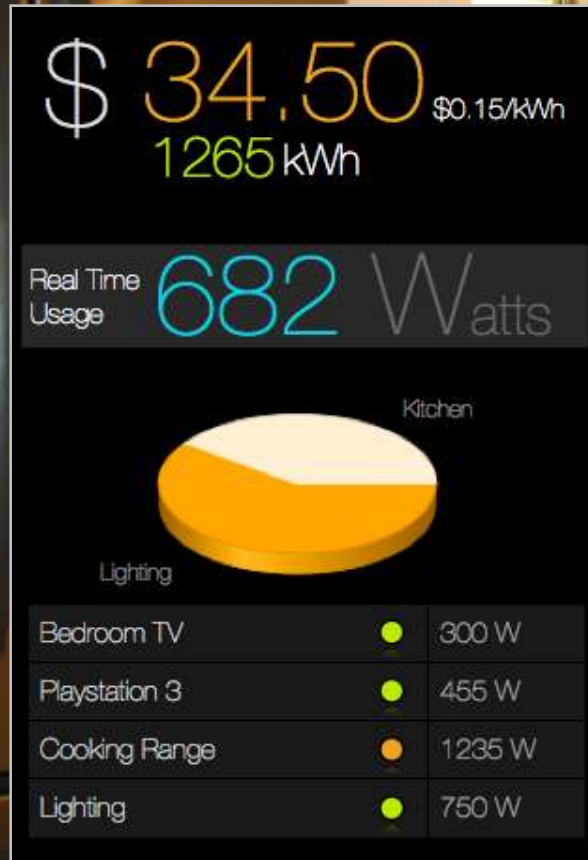 $ 34.50 $0.15/kWh
1265 kWh
Real Time Usage 682 Watts
Kitchen
Lighting
Bedroom TV 300 W
Playstation 3 455 W
Cooking Range 1235 W
Lighting 750 W